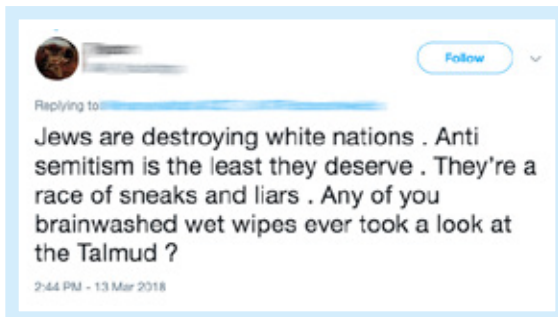 Follow
Replying to
Jews are destroying white nations . Anti
semitism is the least they deserve . They're a
race of sneaks and liars . Any of you
brainwashed wet wipes ever took a look at
the Talmud ?
2:44 PM - 13 Mar 2018